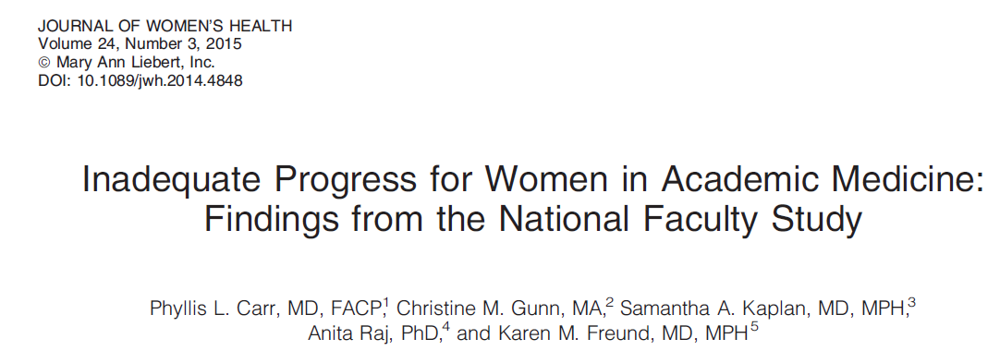 JOURNAL OF WOMEN'S HEALTH
Volume 24, Number 3, 2015
© Mary Ann Liebert, Inc.
DOI: 10.1089/jwh.2014.4848
Inadequate Progress for Women in Academic Medicine:
Findings from the National Faculty Study
Phyllis L. Carr, MD, FACP,1 Christine M. Gunn, MA,2 Samantha A. Kaplan, MD, MPH,3
Anita Raj, PhD,4 and Karen M. Freund, MD, MPH5